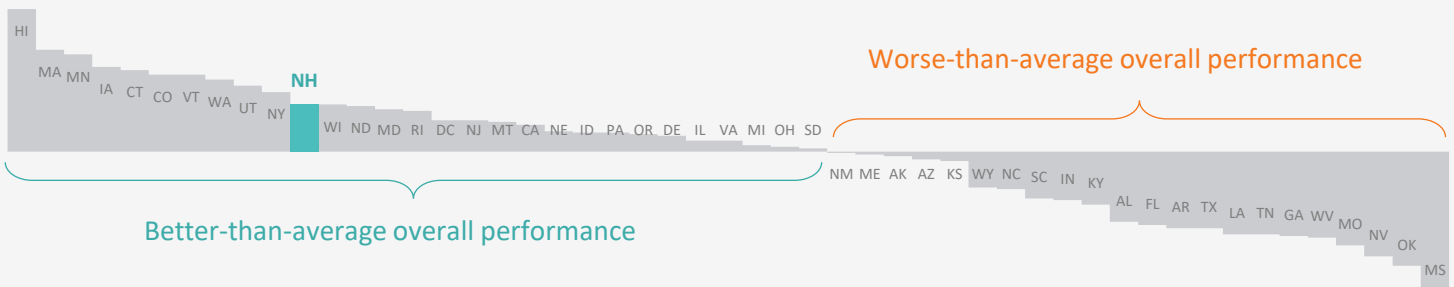 HI
MA MN IA CT CO VT WA UT NY NH WI ND MD RI DC NJ MT CA NE ID PA OR DE IL VA MI OH SD
Worse-than-average overall performance
NM ME AK AZ KS WY NC SC IN KY AL FL AR TX LA TN GA WV MO NV OK MS
Better-than-average overall performance